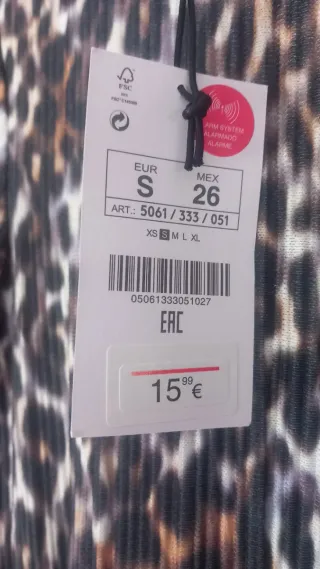 FSC
ALARMADO
ALARME
EUR
S
MEX
26
ART.: 5061 / 333 / 051
XS S M L XL
05061333051027
EAC
15,99 €